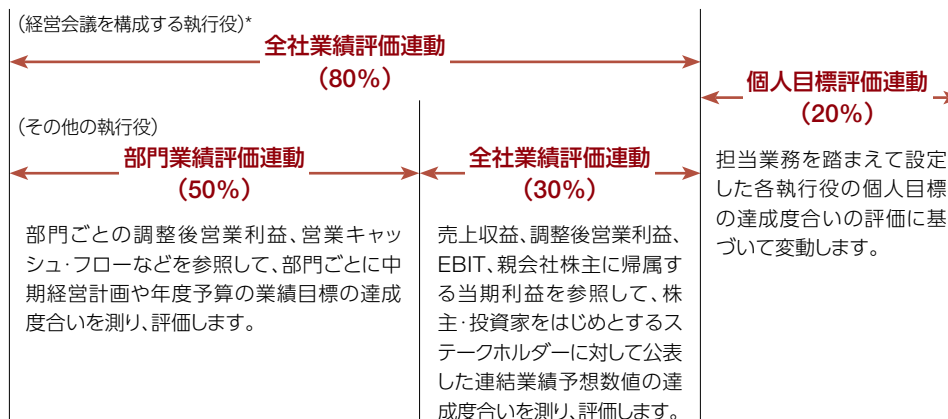 (経営会議を構成する執行役)*
全社業績評価連動
(80%)
個人目標評価連動
(20%)
担当業務を踏まえて設定
した各執行役の個人目標
の達成度合いの評価に基
づいて変動します。
(その他の執行役)
部門業績評価連動
(50%)
部門ごとの調整後営業利益、営業キャッ
シュ・フローなどを参照して、部門ごとに中
期経営計画や年度予算の業績目標の達成
度合いを測り、評価します。
全社業績評価連動
(30%)
売上収益、調整後営業利益、
EBIT、親会社株主に帰属す
る当期利益を参照して、株
主・投資家をはじめとするス
テークホルダーに対して公表
した連結業績予想数値の達
成度合いを測り、評価します。